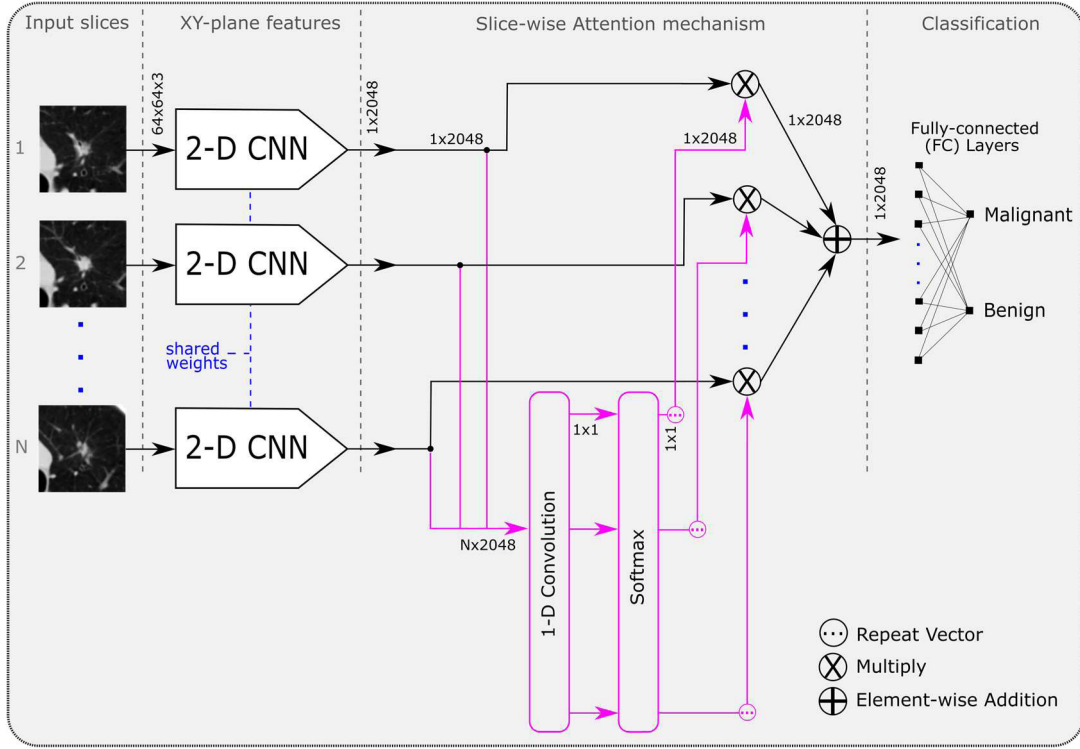 Input slices
XY-plane features
Slice-wise Attention mechanism
Classification
64x64x3
1x2048
1
2-D CNN
1x2048
1x2048
1x2048
Fully-connected
(FC) Layers
1x2048
Malignant
2
2-D CNN
Benign
shared
weights
N
2-D CNN
1x1
1x1
Nx2048
1-D Convolution
Softmax
Repeat Vector
Multiply
Element-wise Addition